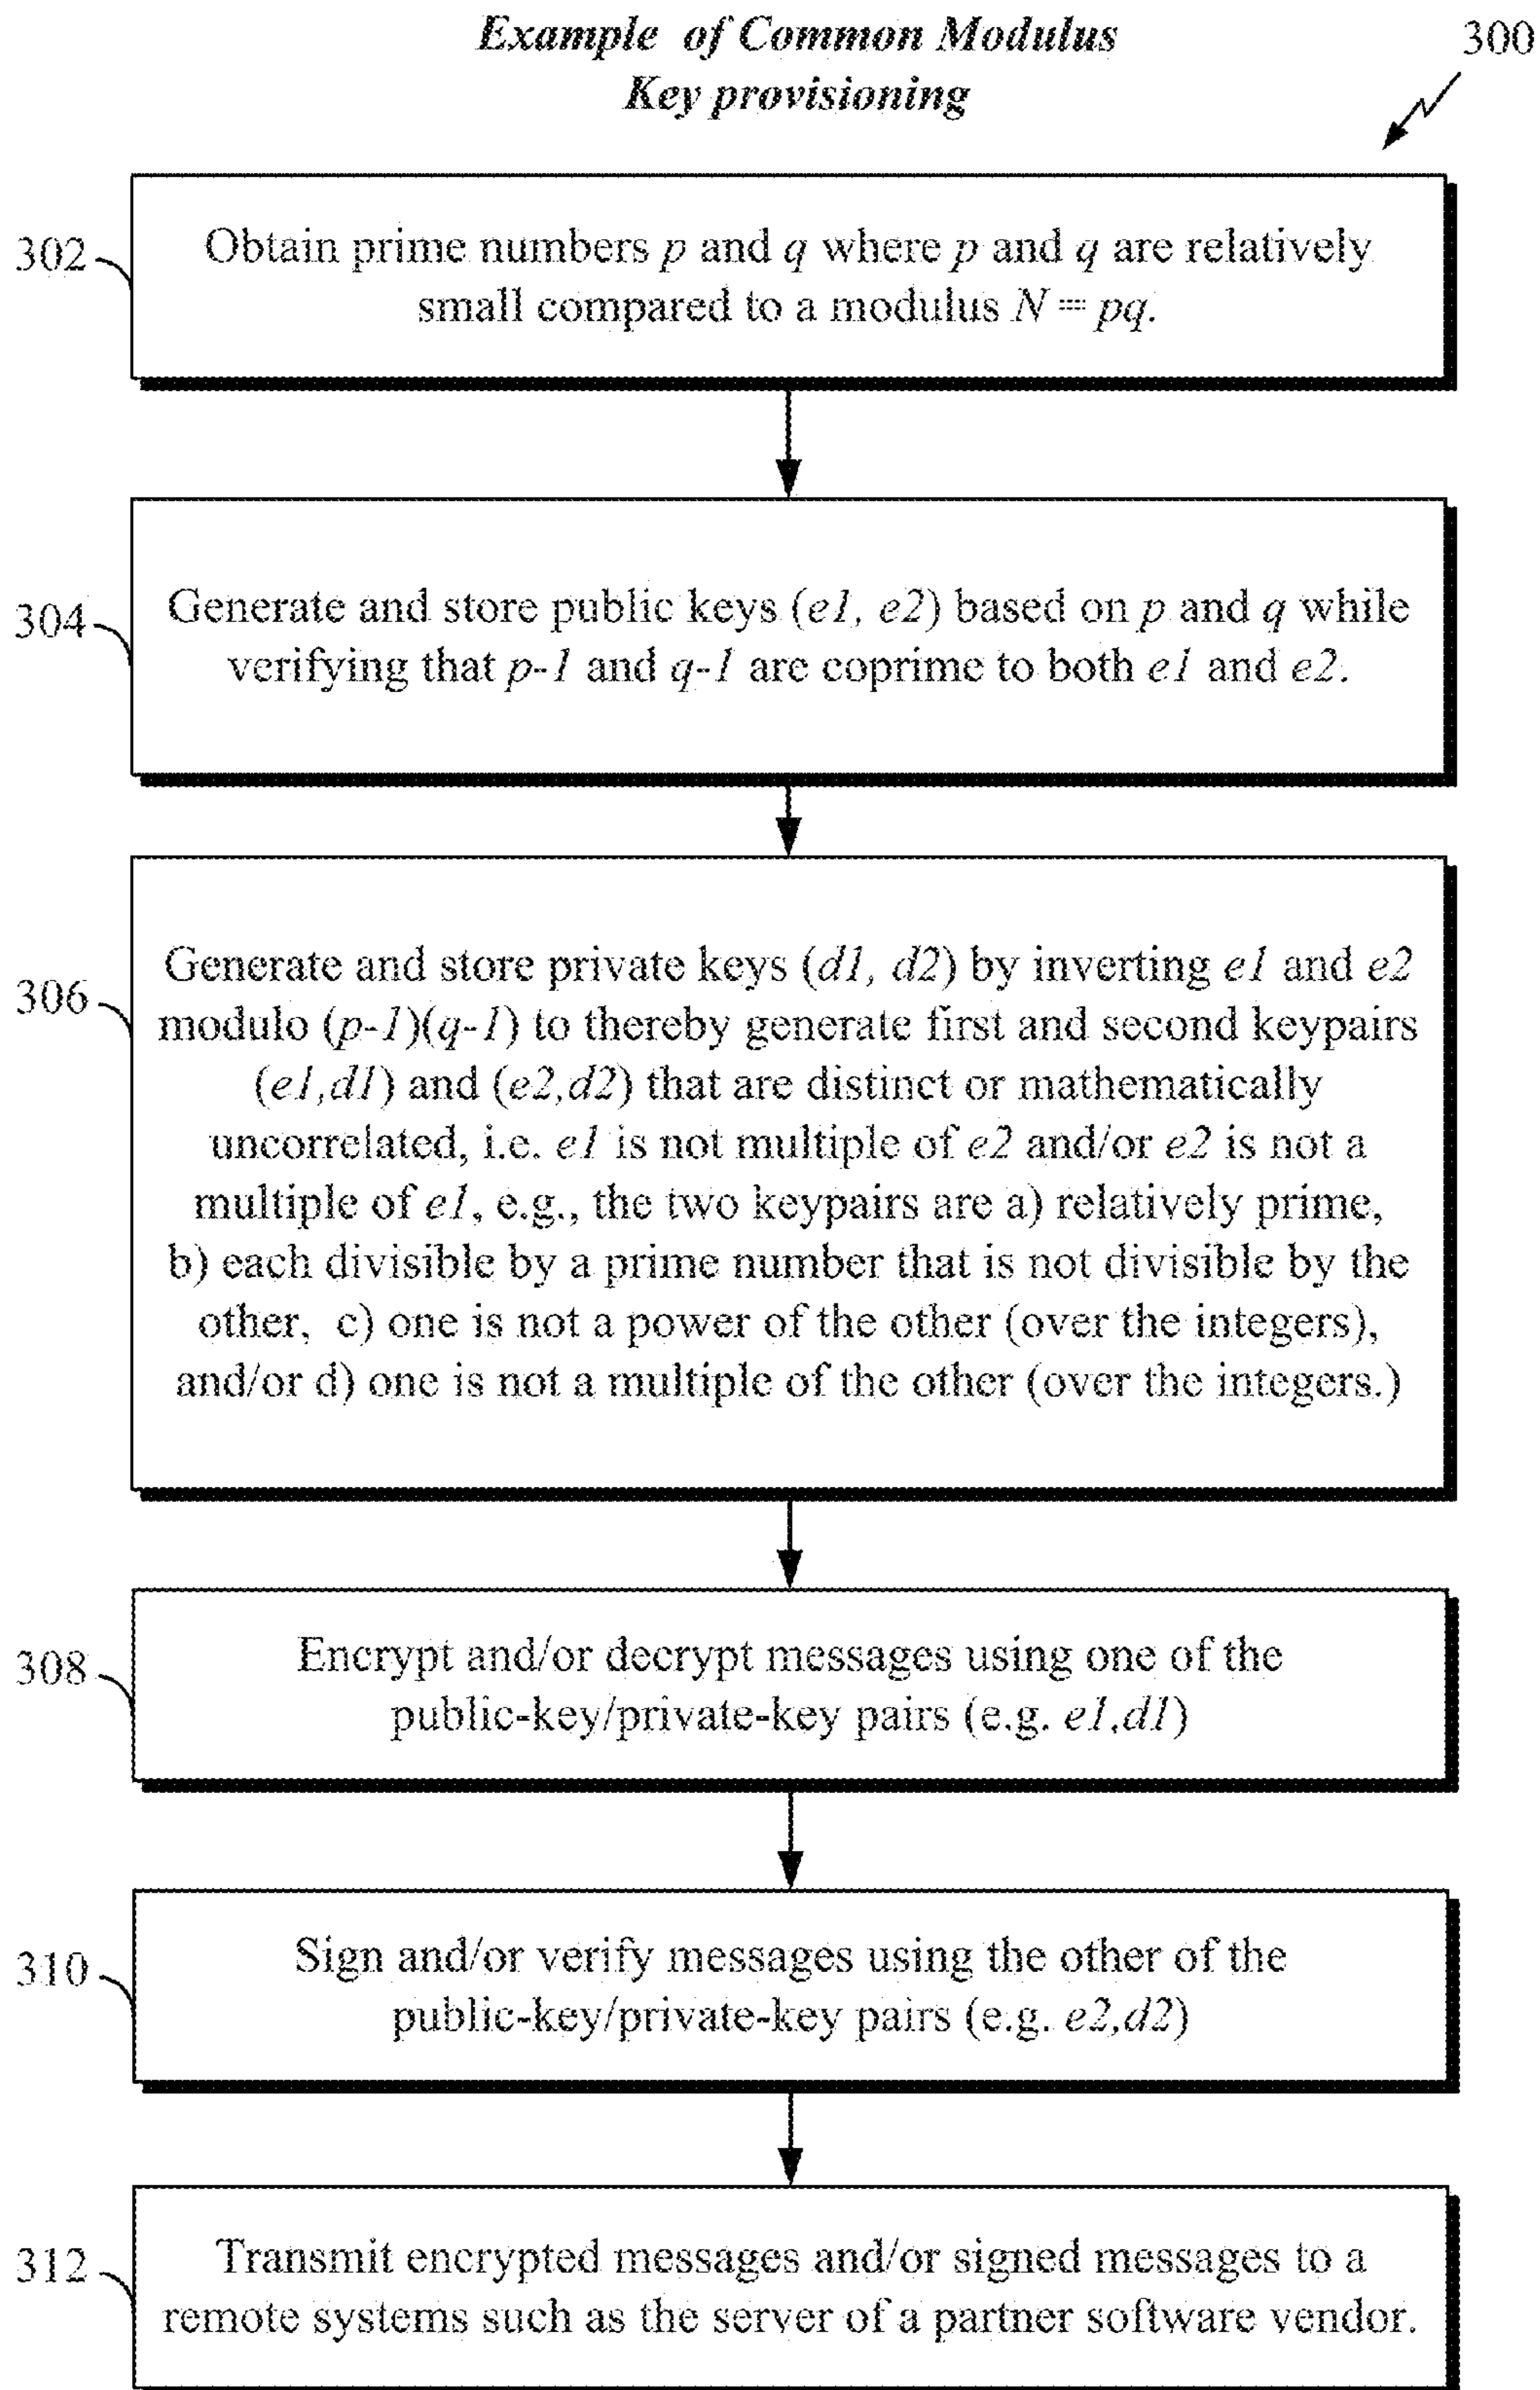 Example of Common Modulus
Key provisioning
300
302
Obtain prime numbers p and q where p and q are relatively
small compared to a modulus N = pq.
304
Generate and store public keys (e1, e2) based on p and q while
verifying that p-1 and q-1 are coprime to both e1 and e2.
306
Generate and store private keys (d1, d2) by inverting e1 and e2
modulo (p-1)(q-1) to thereby generate first and second keypairs
(e1,d1) and (e2,d2) that are distinct or mathematically
uncorrelated, i.e. e1 is not multiple of e2 and/or e2 is not a
multiple of e1, e.g., the two keypairs are a) relatively prime,
b) each divisible by a prime number that is not divisible by the
other, c) one is not a power of the other (over the integers),
and/or d) one is not a multiple of the other (over the integers.)
308
Encrypt and/or decrypt messages using one of the
public-key/private-key pairs (e.g. e1,d1)
310
Sign and/or verify messages using the other of the
public-key/private-key pairs (e.g. e2,d2)
312
Transmit encrypted messages and/or signed messages to a
remote systems such as the server of a partner software vendor.